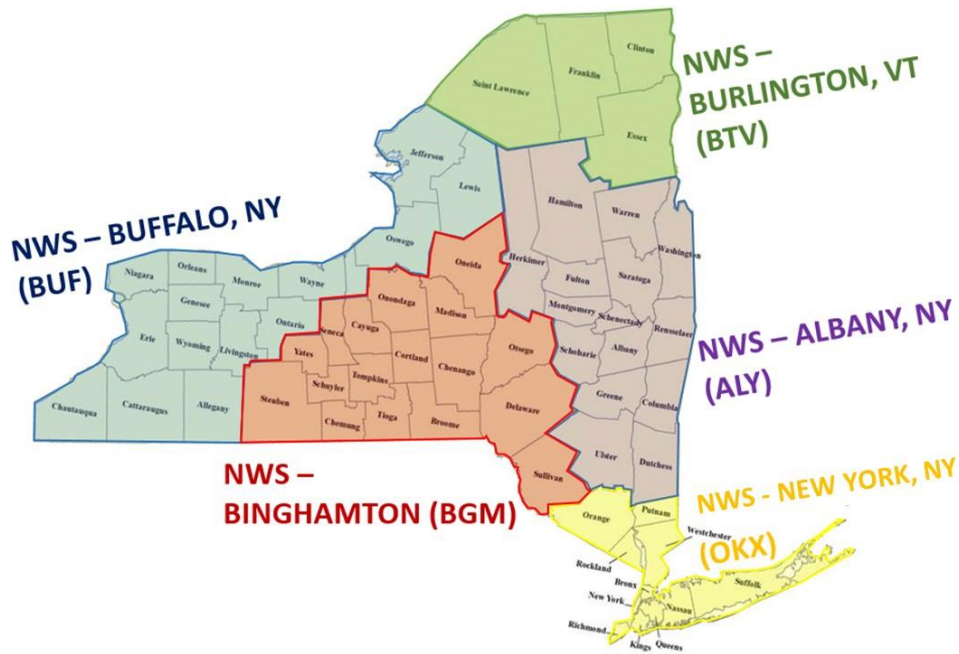 NWS –
BURLINGTON, VT
(BTV)
NWS – BUFFALO, NY
(BUF)
NWS – ALBANY, NY
(ALY)
NWS –
BINGHAMTON (BGM)
NWS - NEW YORK, NY
(OKX)
Clinton
Franklin
Saint Lawrence
Essex
Jefferson
Lewis
Hamilton
Warren
Washington
Oswego
Oneida
Herkimer
Fulton
Saratoga
Niagara
Orleans
Monroe
Wayne
Genesee
Ontario
Onondaga
Madison
Montgomery
Schenectady
Rensselaer
Erie
Wyoming
Livingston
Seneca
Cayuga
Yates
Cortland
Chenango
Otsego
Schoharie
Albany
Chautauqua
Cattaraugus
Allegany
Steuben
Schuyler
Tompkins
Chemung
Tioga
Broome
Delaware
Greene
Columbia
Ulster
Dutchess
Sullivan
Orange
Putnam
Westchester
Rockland
Bronx
New York
Suffolk
Nassau
Richmond
Kings
Queens